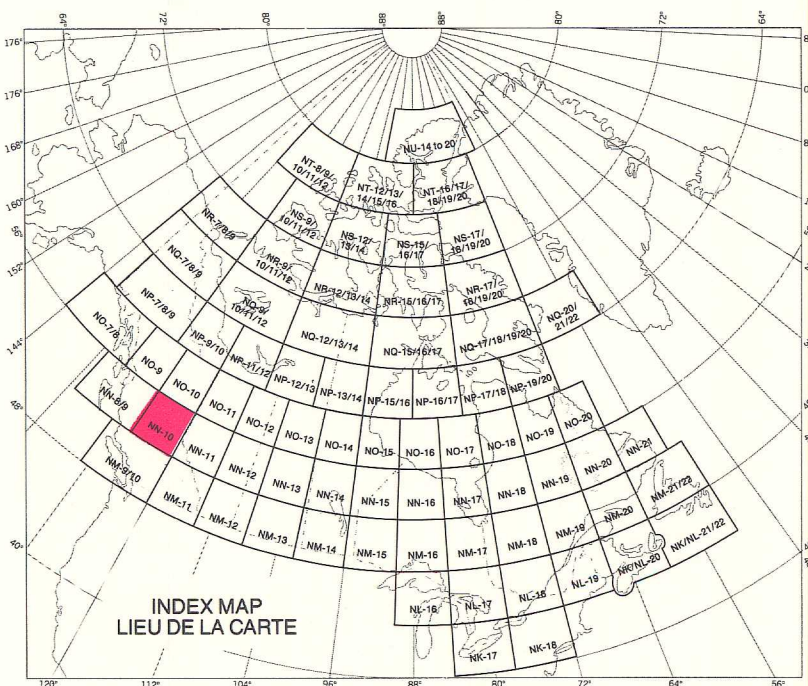 64°
72°
80°
88°
88°
80°
72°
64°
176°
176°
168°
160°
152°
144°
48°
40°
NU-14 to 20
NT-8/9/
10/11/12
NT-12/13/
14/15/16
NT-16/17/
18/19/20
NS-9/
10/11/12
NS-12/
13/14
NS-15/
16/17
NS-17/
18/19/20
NR-7/8/9
NR-9/
10/11/12
NR-12/13/14
NR-15/16/17
NR-17/
18/19/20
NQ-7/8/9
NQ-9/
10/11/12
NQ-12/13/14
NQ-15/16/17
NQ-17/18/19/20
NQ-20/
21/22
NP-7/8/9
NP-9/10
NP-11/12
NP-12/13
NP-13/14
NP-15/16
NP-16/17
NP-17/18
NP-19/20
NO-7/8
NO-9
NO-10
NO-11
NO-12
NO-13
NO-14
NO-15
NO-16
NO-17
NO-18
NO-19
NO-20
NN-8/9
NN-10
NN-11
NN-12
NN-13
NN-14
NN-15
NN-16
NN-17
NN-18
NN-19
NN-20
NN-21
NM-9/10
NM-11
NM-12
NM-13
NM-14
NM-15
NM-16
NM-17
NM-18
NM-19
NM-20
NM-21/22
NL-16
NL-17
NL-18
NL-19
NK/NL-20
NK/NL-21/22
NK-17
NK-18
INDEX MAP
LIEU DE LA CARTE
120°
112°
104°
96°
88°
80°
72°
64°
56°